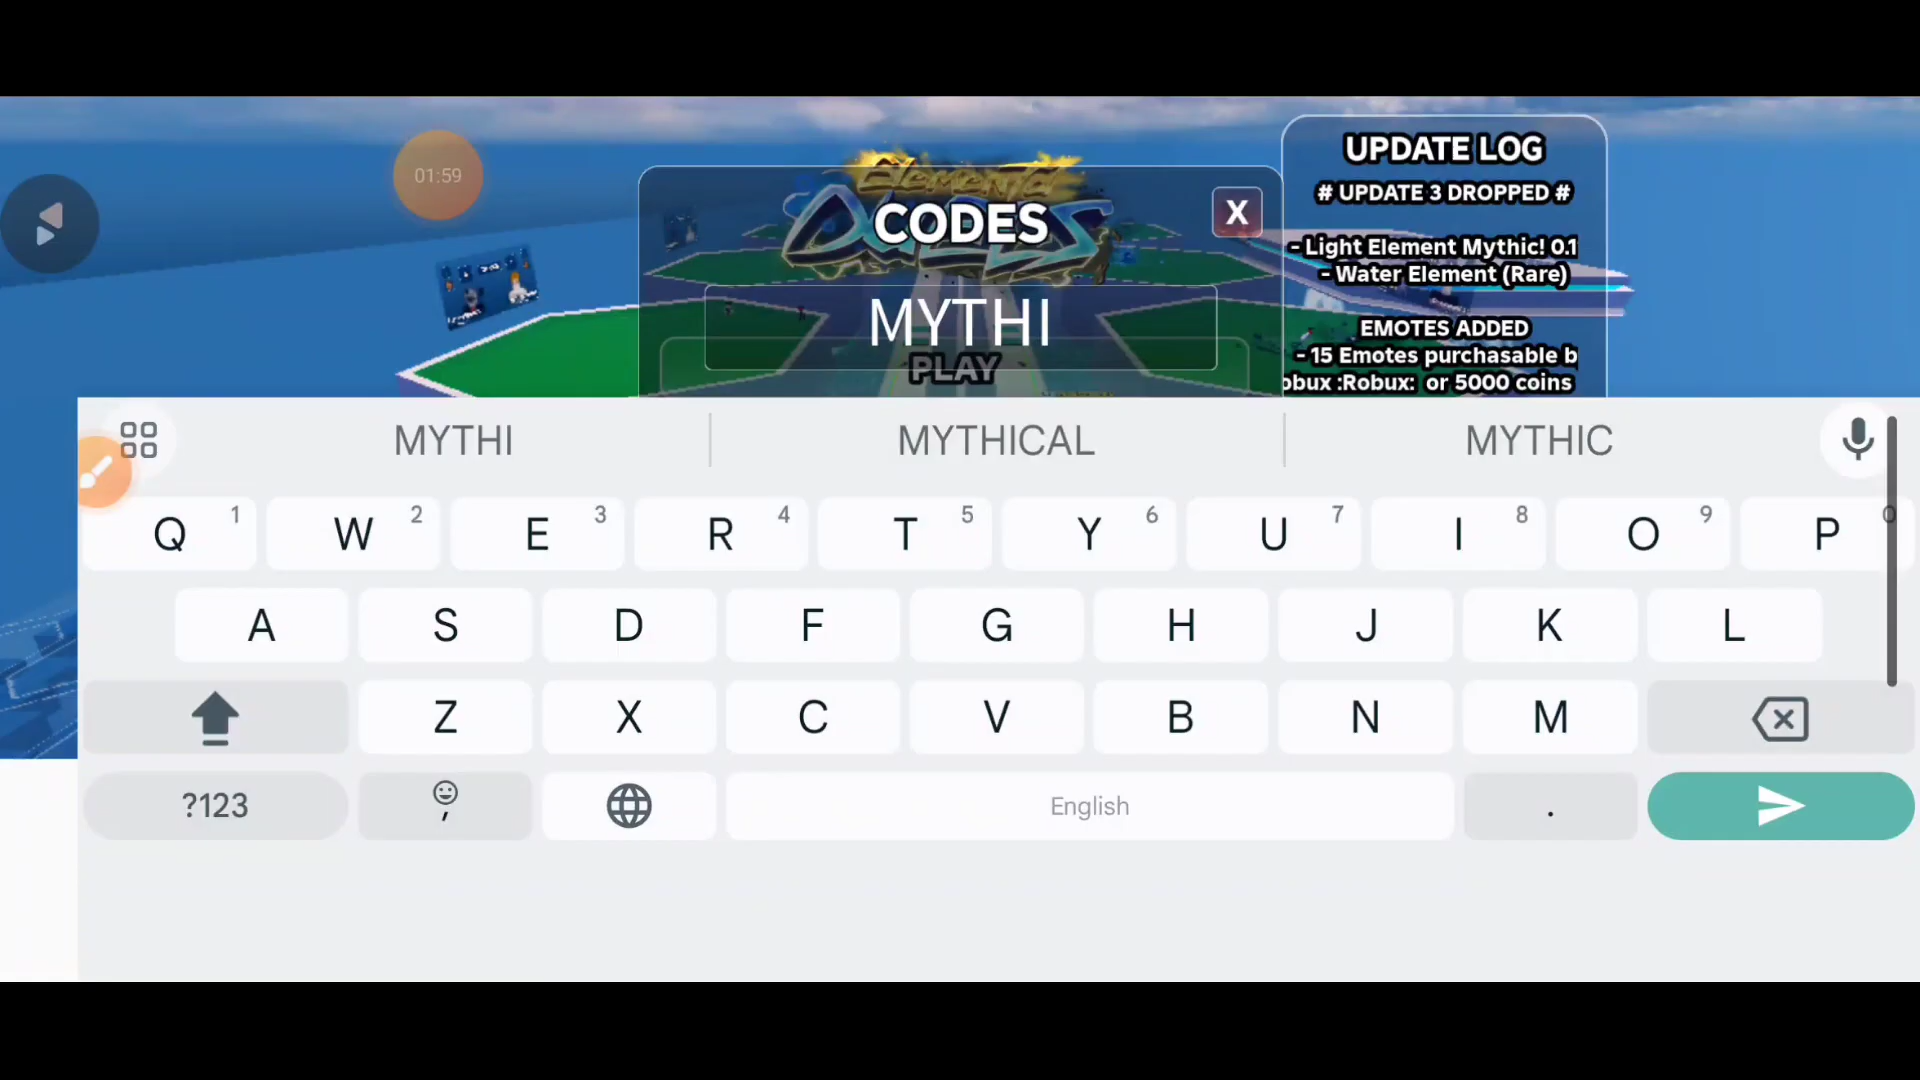 01:59
Elemental
DUELS
CODES
X
MYTHI
PLAY
UPDATE LOG
# UPDATE 3 DROPPED #
- Light Element Mythic! 0.1
- Water Element (Rare)
EMOTES ADDED
- 15 Emotes purchasable b
obux :Robux: or 5000 coins
MYTHI MYTHICAL MYTHIC
Q 1 W 2 E 3 R 4 T 5 Y 6 U 7 I 8 O 9 P 0
A S D F G H J K L
Z X C V B N M
?123 , English .